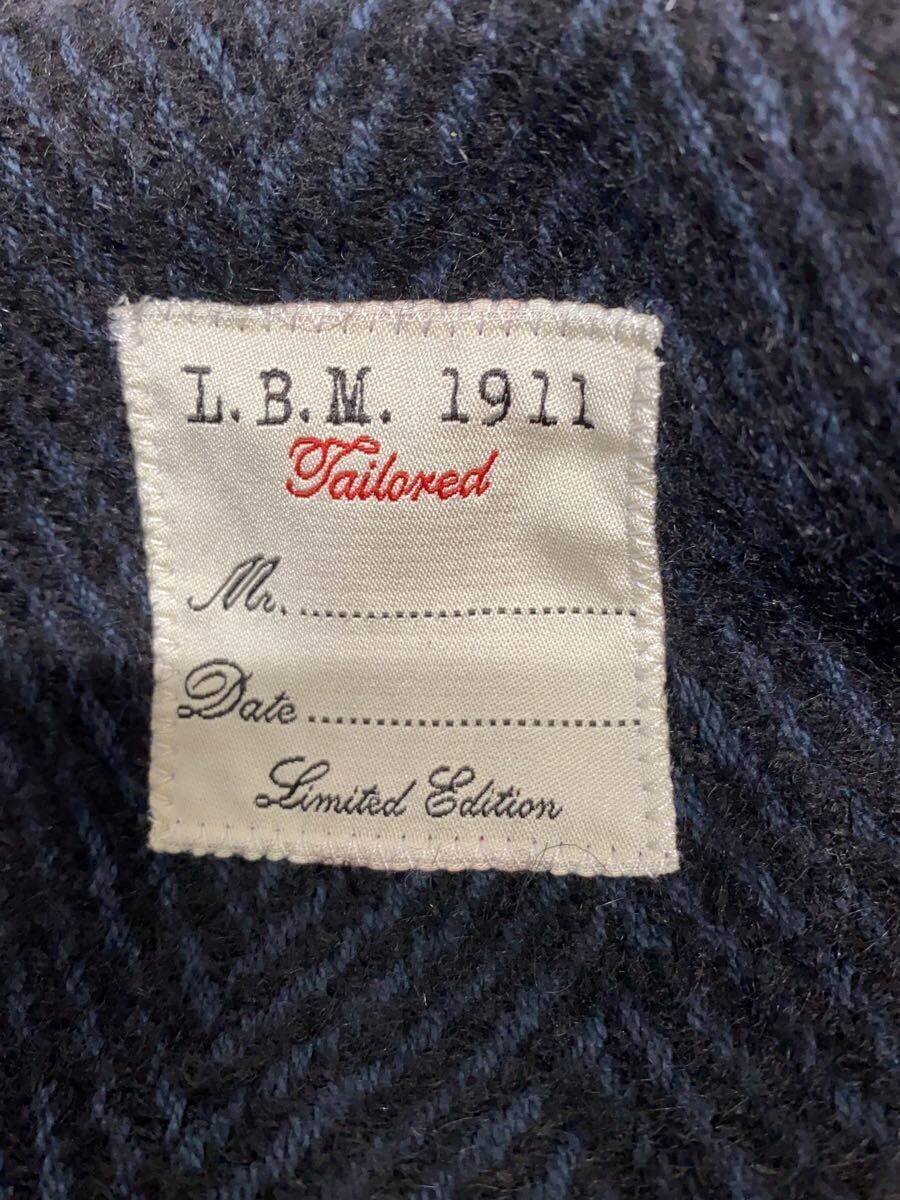 L.B.M. 1911
Tailored
Mr. ..............................
Date ..............................
Limited Edition